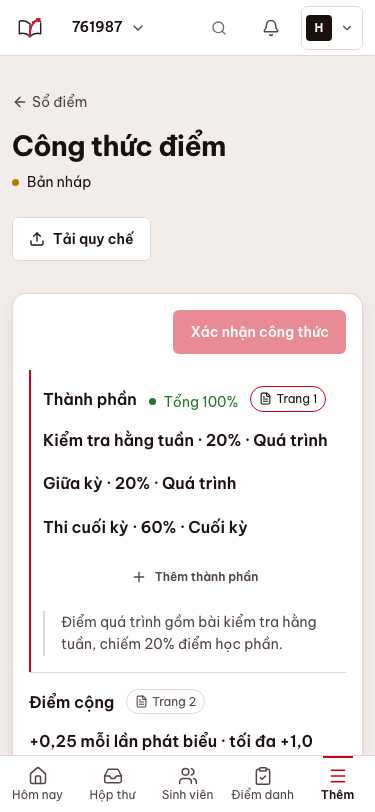 761987
H
Sổ điểm
Công thức điểm
Bản nháp
Tải quy chế
Xác nhận công thức
Thành phần
Tổng 100%
Trang 1
Kiểm tra hằng tuần · 20% · Quá trình
Giữa kỳ · 20% · Quá trình
Thi cuối kỳ · 60% · Cuối kỳ
Thêm thành phần
Điểm quá trình gồm bài kiểm tra hằng
tuần, chiếm 20% điểm học phần.
Điểm cộng
Trang 2
+0,25 mỗi lần phát biểu · tối đa +1,0
Hôm nay
Hộp thư
Sinh viên
Điểm danh
Thêm